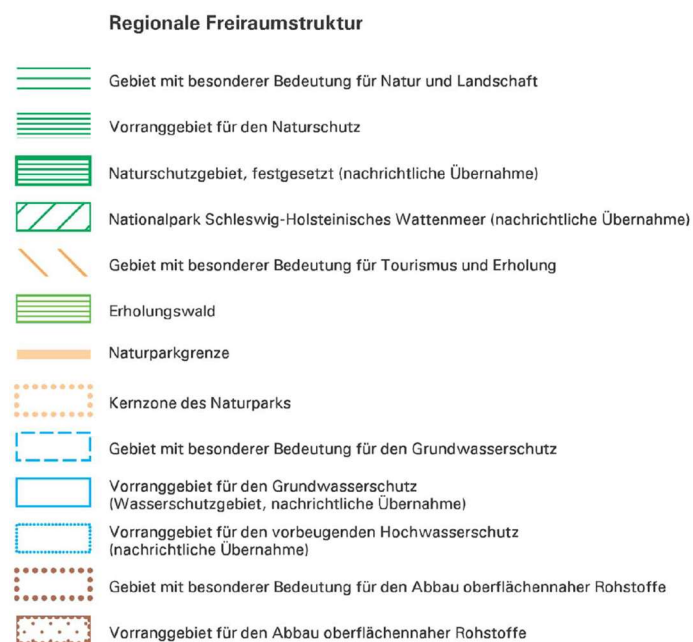 Regionale Freiraumstruktur
Gebiet mit besonderer Bedeutung für Natur und Landschaft
Vorranggebiet für den Naturschutz
Naturschutzgebiet, festgesetzt (nachrichtliche Übernahme)
Nationalpark Schleswig-Holsteinisches Wattenmeer (nachrichtliche Übernahme)
Gebiet mit besonderer Bedeutung für Tourismus und Erholung
Erholungswald
Naturparkgrenze
Kernzone des Naturparks
Gebiet mit besonderer Bedeutung für den Grundwasserschutz
Vorranggebiet für den Grundwasserschutz
(Wasserschutzgebiet, nachrichtliche Übernahme)
Vorranggebiet für den vorbeugenden Hochwasserschutz
(nachrichtliche Übernahme)
Gebiet mit besonderer Bedeutung für den Abbau oberflächennaher Rohstoffe
Vorranggebiet für den Abbau oberflächennaher Rohstoffe